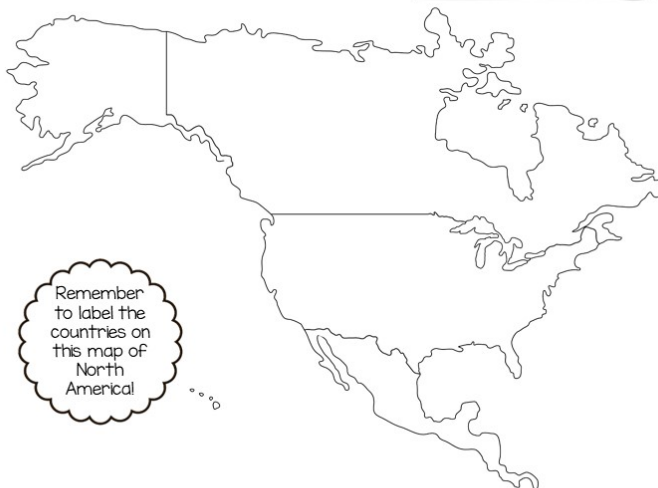 Remember
to label the
countries on
this map of
North
America!